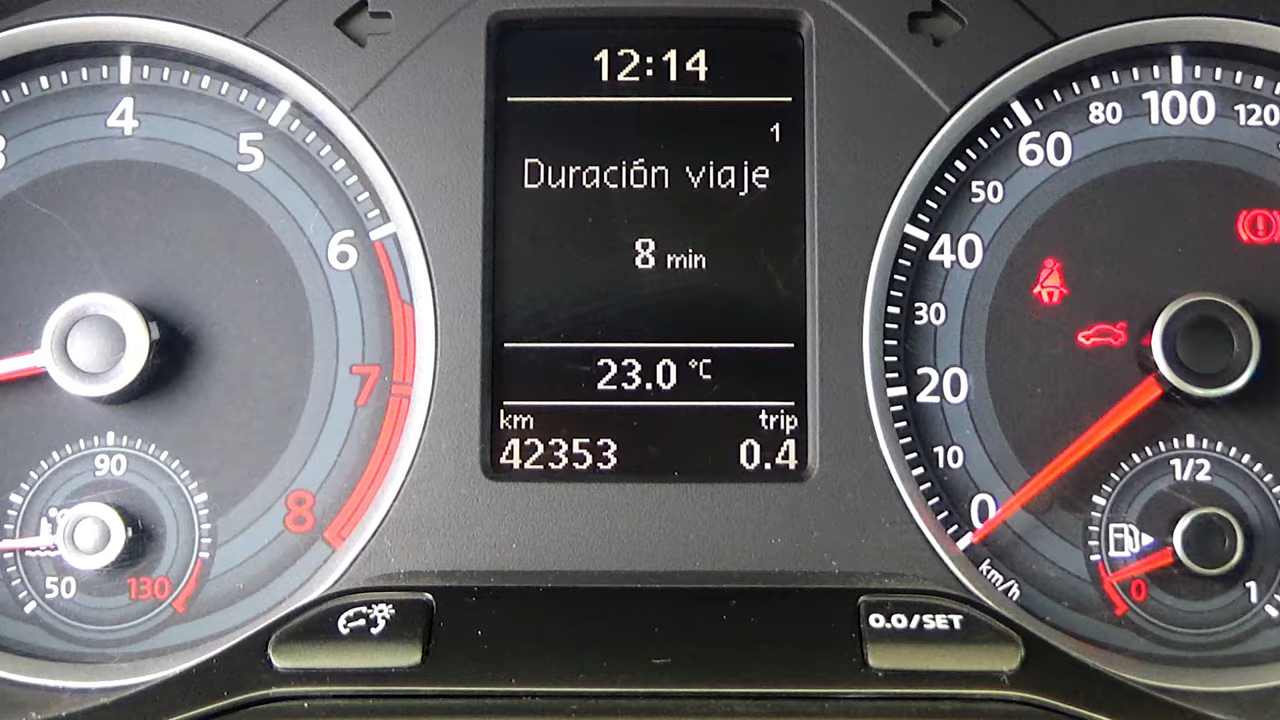 12:14
1
Duración viaje
8 min
23.0 °C
km trip
42353 0.4
3 4 5 6 7 8
50 90 130
0 10 20 30 40 50 60 80 100 120
km/h
0 1/2 1
0.0/SET